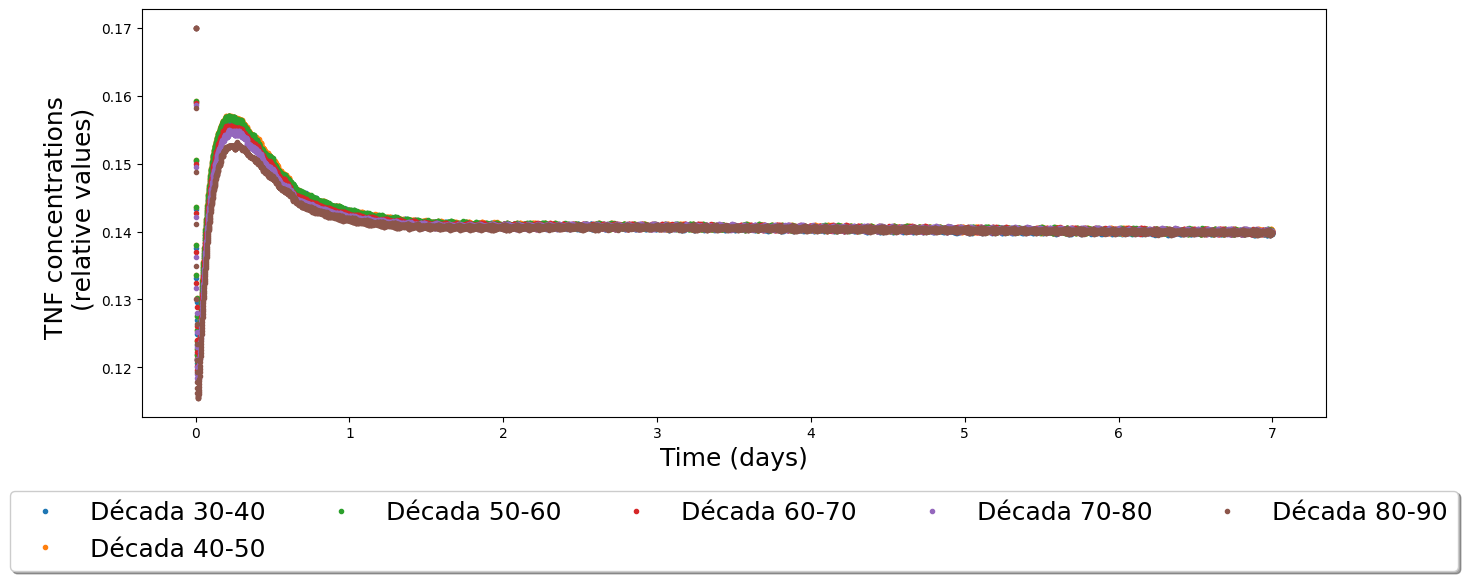 0.17
0.16
0.15
0.14
0.13
0.12
TNF concentrations
(relative values)
0 1 2 3 4 5 6 7
Time (days)
Década 30-40 Década 50-60 Década 60-70 Década 70-80 Década 80-90
Década 40-50